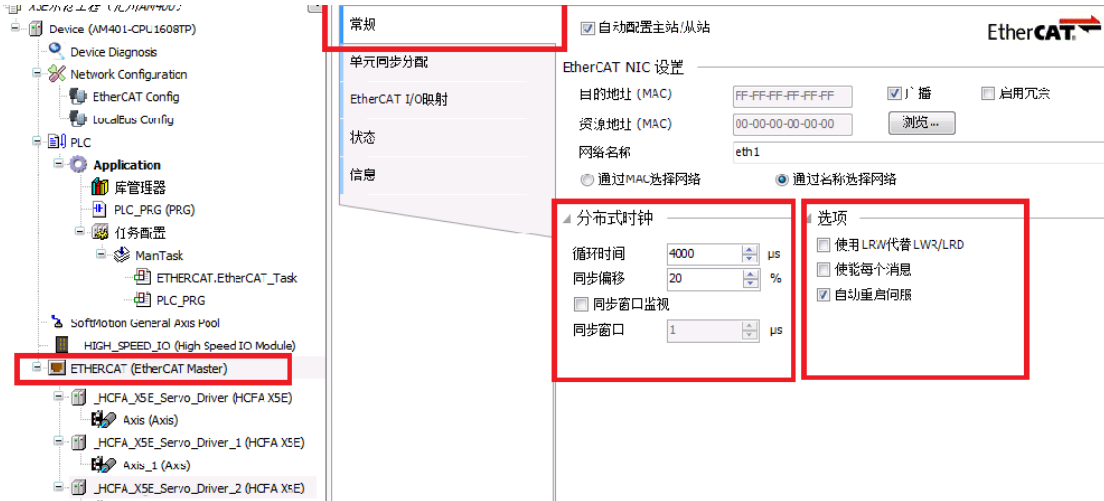 Device (AM401-CPU1608TP)
Device Diagnosis
Network Configuration
EtherCAT Config
LocalBus Config
PLC
Application
库管理器
PLC_PRG (PRG)
任务配置
ManTask
ETHERCAT.EtherCAT_Task
PLC_PRG
SoftMotion General Axis Pool
HIGH_SPEED_IO (High Speed IO Module)
ETHERCAT (EtherCAT Master)
_HCFA_X5E_Servo_Driver (HCFA X5E)
Axis (Axis)
_HCFA_X5E_Servo_Driver_1 (HCFA X5E)
Axis_1 (Axis)
_HCFA_X5E_Servo_Driver_2 (HCFA X5E)
常规
单元同步分配
EtherCAT I/O映射
状态
信息
自动配置主站/从站
EtherCAT
EtherCAT NIC 设置
目的地址 (MAC) FF-FF-FF-FF-FF-FF 广播 启用冗余
资源地址 (MAC) 00-00-00-00-00-00 浏览...
网络名称 eth1
通过MAC选择网络 通过名称选择网络
分布式时钟
循环时间 4000 μs
同步偏移 20 %
同步窗口监视
同步窗口 1 μs
选项
使用LRW代替LWR/LRD
使能每个消息
自动重启伺服